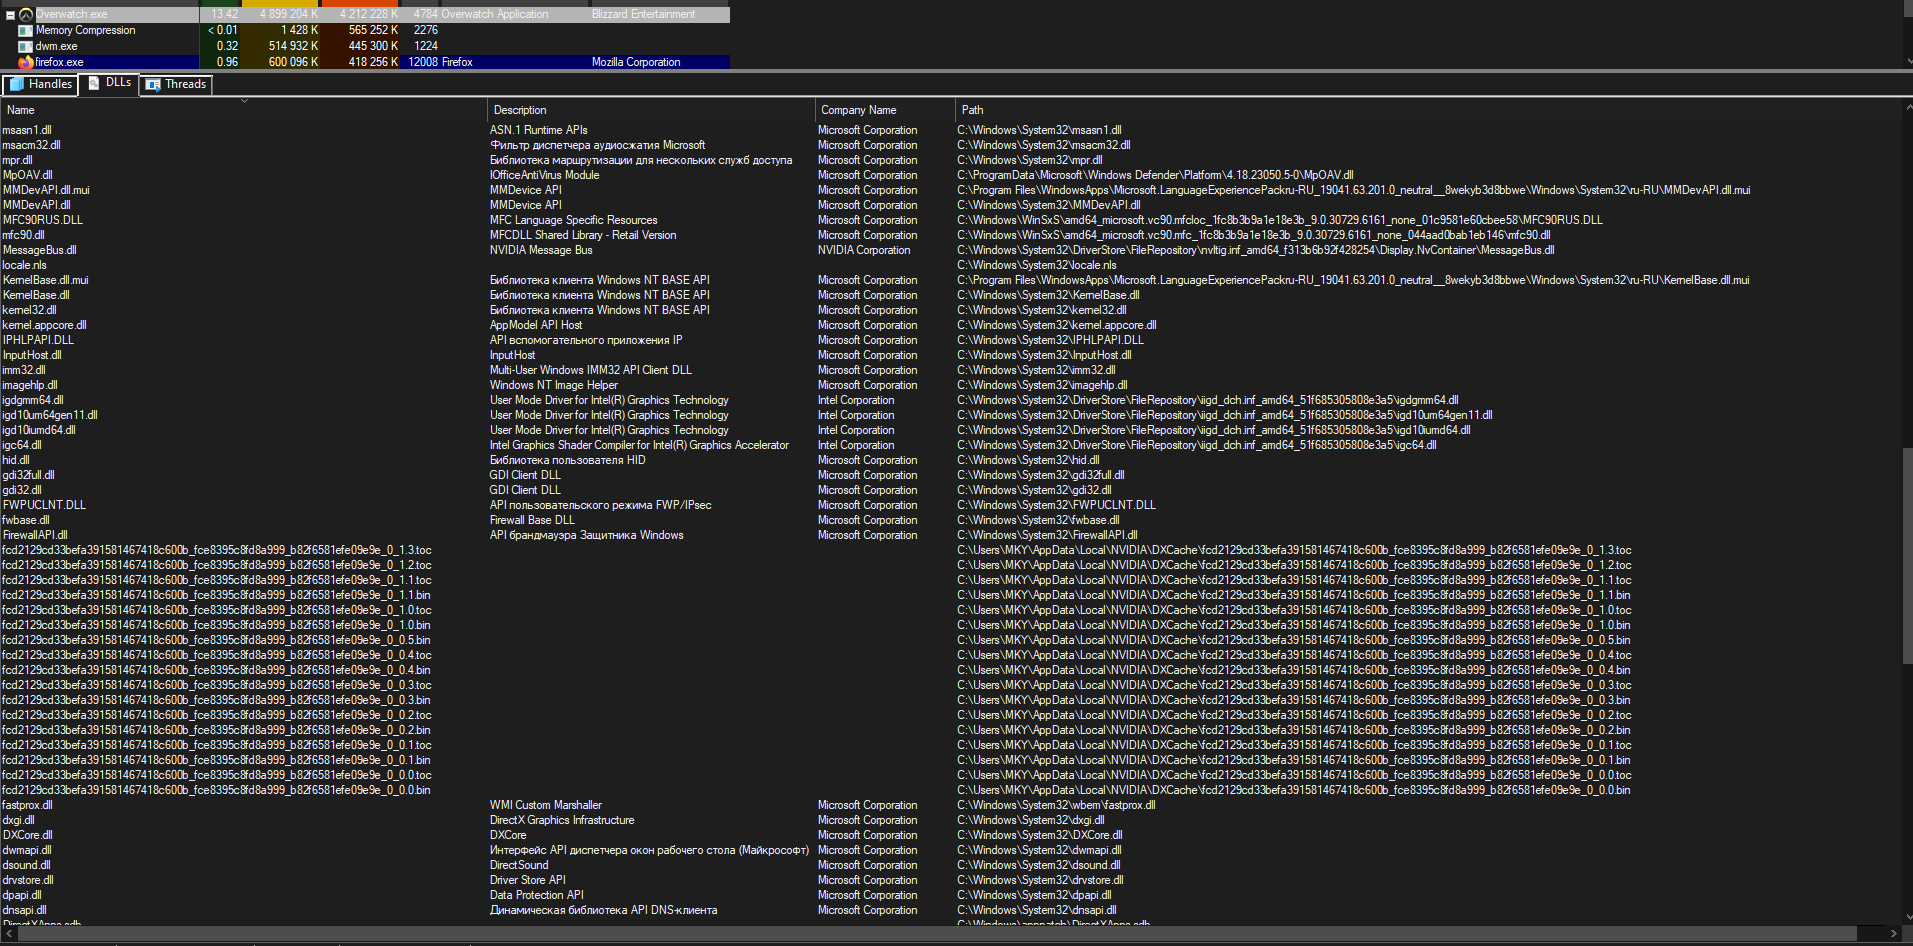 Overwatch.exe 13.42 4 899 204 K 4 212 228 K 4784 Overwatch Application Blizzard Entertainment
Memory Compression < 0.01 1 428 K 565 252 K 2276
dwm.exe 0.32 514 932 K 445 300 K 1224
firefox.exe 0.96 600 096 K 418 256 K 12008 Firefox Mozilla Corporation
Handles DLLs Threads
Name Description Company Name Path
msasn1.dll ASN.1 Runtime APIs Microsoft Corporation C:\Windows\System32\msasn1.dll
msacm32.dll Фильтр диспетчера аудиосжатия Microsoft Microsoft Corporation C:\Windows\System32\msacm32.dll
mpr.dll Библиотека маршрутизации для нескольких служб доступа Microsoft Corporation C:\Windows\System32\mpr.dll
MpOAV.dll IOfficeAntiVirus Module Microsoft Corporation C:\ProgramData\Microsoft\Windows Defender\Platform\4.18.23050.5-0\MpOAV.dll
MMDevAPI.dll.mui MMDevice API Microsoft Corporation C:\Program Files\WindowsApps\Microsoft.LanguageExperiencePackru-RU_19041.63.201.0_neutral__8wekyb3d8bbwe\Windows\System32\ru-RU\MMDevAPI.dll.mui
MMDevAPI.dll MMDevice API Microsoft Corporation C:\Windows\System32\MMDevAPI.dll
MFC90RUS.DLL MFC Language Specific Resources Microsoft Corporation C:\Windows\WinSxS\amd64_microsoft.vc90.mfcloc_1fc8b3b9a1e18e3b_9.0.30729.6161_none_01c9581e60cbee58\MFC90RUS.DLL
mfc90.dll MFCDLL Shared Library - Retail Version Microsoft Corporation C:\Windows\WinSxS\amd64_microsoft.vc90.mfc_1fc8b3b9a1e18e3b_9.0.30729.6161_none_044aad0bab1eb146\mfc90.dll
MessageBus.dll NVIDIA Message Bus NVIDIA Corporation C:\Windows\System32\DriverStore\FileRepository\nvltig.inf_amd64_f313b6b92f428254\Display.NvContainer\MessageBus.dll
locale.nls C:\Windows\System32\locale.nls
KernelBase.dll.mui Библиотека клиента Windows NT BASE API Microsoft Corporation C:\Program Files\WindowsApps\Microsoft.LanguageExperiencePackru-RU_19041.63.201.0_neutral__8wekyb3d8bbwe\Windows\System32\ru-RU\KernelBase.dll.mui
KernelBase.dll Библиотека клиента Windows NT BASE API Microsoft Corporation C:\Windows\System32\KernelBase.dll
kernel32.dll Библиотека клиента Windows NT BASE API Microsoft Corporation C:\Windows\System32\kernel32.dll
kernel.appcore.dll AppModel API Host Microsoft Corporation C:\Windows\System32\kernel.appcore.dll
IPHLPAPI.DLL API вспомогательного приложения IP Microsoft Corporation C:\Windows\System32\IPHLPAPI.DLL
InputHost.dll InputHost Microsoft Corporation C:\Windows\System32\InputHost.dll
imm32.dll Multi-User Windows IMM32 API Client DLL Microsoft Corporation C:\Windows\System32\imm32.dll
imagehlp.dll Windows NT Image Helper Microsoft Corporation C:\Windows\System32\imagehlp.dll
igdgmm64.dll User Mode Driver for Intel(R) Graphics Technology Intel Corporation C:\Windows\System32\DriverStore\FileRepository\iigd_dch.inf_amd64_51f685305808e3a5\igdgmm64.dll
igd10um64gen11.dll User Mode Driver for Intel(R) Graphics Technology Intel Corporation C:\Windows\System32\DriverStore\FileRepository\iigd_dch.inf_amd64_51f685305808e3a5\igd10um64gen11.dll
igd10iumd64.dll User Mode Driver for Intel(R) Graphics Technology Intel Corporation C:\Windows\System32\DriverStore\FileRepository\iigd_dch.inf_amd64_51f685305808e3a5\igd10iumd64.dll
igc64.dll Intel Graphics Shader Compiler for Intel(R) Graphics Accelerator Intel Corporation C:\Windows\System32\DriverStore\FileRepository\iigd_dch.inf_amd64_51f685305808e3a5\igc64.dll
hid.dll Библиотека пользователя HID Microsoft Corporation C:\Windows\System32\hid.dll
gdi32full.dll GDI Client DLL Microsoft Corporation C:\Windows\System32\gdi32full.dll
gdi32.dll GDI Client DLL Microsoft Corporation C:\Windows\System32\gdi32.dll
FWPUCLNT.DLL API пользовательского режима FWP/IPsec Microsoft Corporation C:\Windows\System32\FWPUCLNT.DLL
fwbase.dll Firewall Base DLL Microsoft Corporation C:\Windows\System32\fwbase.dll
FirewallAPI.dll API брандмауэра Защитника Windows Microsoft Corporation C:\Windows\System32\FirewallAPI.dll
fcd2129cd33befa391581467418c600b_fce8395c8fd8a999_b82f6581efe09e9e_0_1.3.toc C:\Users\MKY\AppData\Local\NVIDIA\DXCache\fcd2129cd33befa391581467418c600b_fce8395c8fd8a999_b82f6581efe09e9e_0_1.3.toc
fcd2129cd33befa391581467418c600b_fce8395c8fd8a999_b82f6581efe09e9e_0_1.2.toc C:\Users\MKY\AppData\Local\NVIDIA\DXCache\fcd2129cd33befa391581467418c600b_fce8395c8fd8a999_b82f6581efe09e9e_0_1.2.toc
fcd2129cd33befa391581467418c600b_fce8395c8fd8a999_b82f6581efe09e9e_0_1.1.toc C:\Users\MKY\AppData\Local\NVIDIA\DXCache\fcd2129cd33befa391581467418c600b_fce8395c8fd8a999_b82f6581efe09e9e_0_1.1.toc
fcd2129cd33befa391581467418c600b_fce8395c8fd8a999_b82f6581efe09e9e_0_1.1.bin C:\Users\MKY\AppData\Local\NVIDIA\DXCache\fcd2129cd33befa391581467418c600b_fce8395c8fd8a999_b82f6581efe09e9e_0_1.1.bin
fcd2129cd33befa391581467418c600b_fce8395c8fd8a999_b82f6581efe09e9e_0_1.0.toc C:\Users\MKY\AppData\Local\NVIDIA\DXCache\fcd2129cd33befa391581467418c600b_fce8395c8fd8a999_b82f6581efe09e9e_0_1.0.toc
fcd2129cd33befa391581467418c600b_fce8395c8fd8a999_b82f6581efe09e9e_0_1.0.bin C:\Users\MKY\AppData\Local\NVIDIA\DXCache\fcd2129cd33befa391581467418c600b_fce8395c8fd8a999_b82f6581efe09e9e_0_1.0.bin
fcd2129cd33befa391581467418c600b_fce8395c8fd8a999_b82f6581efe09e9e_0_0.5.bin C:\Users\MKY\AppData\Local\NVIDIA\DXCache\fcd2129cd33befa391581467418c600b_fce8395c8fd8a999_b82f6581efe09e9e_0_0.5.bin
fcd2129cd33befa391581467418c600b_fce8395c8fd8a999_b82f6581efe09e9e_0_0.4.toc C:\Users\MKY\AppData\Local\NVIDIA\DXCache\fcd2129cd33befa391581467418c600b_fce8395c8fd8a999_b82f6581efe09e9e_0_0.4.toc
fcd2129cd33befa391581467418c600b_fce8395c8fd8a999_b82f6581efe09e9e_0_0.4.bin C:\Users\MKY\AppData\Local\NVIDIA\DXCache\fcd2129cd33befa391581467418c600b_fce8395c8fd8a999_b82f6581efe09e9e_0_0.4.bin
fcd2129cd33befa391581467418c600b_fce8395c8fd8a999_b82f6581efe09e9e_0_0.3.toc C:\Users\MKY\AppData\Local\NVIDIA\DXCache\fcd2129cd33befa391581467418c600b_fce8395c8fd8a999_b82f6581efe09e9e_0_0.3.toc
fcd2129cd33befa391581467418c600b_fce8395c8fd8a999_b82f6581efe09e9e_0_0.3.bin C:\Users\MKY\AppData\Local\NVIDIA\DXCache\fcd2129cd33befa391581467418c600b_fce8395c8fd8a999_b82f6581efe09e9e_0_0.3.bin
fcd2129cd33befa391581467418c600b_fce8395c8fd8a999_b82f6581efe09e9e_0_0.2.toc C:\Users\MKY\AppData\Local\NVIDIA\DXCache\fcd2129cd33befa391581467418c600b_fce8395c8fd8a999_b82f6581efe09e9e_0_0.2.toc
fcd2129cd33befa391581467418c600b_fce8395c8fd8a999_b82f6581efe09e9e_0_0.2.bin C:\Users\MKY\AppData\Local\NVIDIA\DXCache\fcd2129cd33befa391581467418c600b_fce8395c8fd8a999_b82f6581efe09e9e_0_0.2.bin
fcd2129cd33befa391581467418c600b_fce8395c8fd8a999_b82f6581efe09e9e_0_0.1.toc C:\Users\MKY\AppData\Local\NVIDIA\DXCache\fcd2129cd33befa391581467418c600b_fce8395c8fd8a999_b82f6581efe09e9e_0_0.1.toc
fcd2129cd33befa391581467418c600b_fce8395c8fd8a999_b82f6581efe09e9e_0_0.1.bin C:\Users\MKY\AppData\Local\NVIDIA\DXCache\fcd2129cd33befa391581467418c600b_fce8395c8fd8a999_b82f6581efe09e9e_0_0.1.bin
fcd2129cd33befa391581467418c600b_fce8395c8fd8a999_b82f6581efe09e9e_0_0.0.toc C:\Users\MKY\AppData\Local\NVIDIA\DXCache\fcd2129cd33befa391581467418c600b_fce8395c8fd8a999_b82f6581efe09e9e_0_0.0.toc
fcd2129cd33befa391581467418c600b_fce8395c8fd8a999_b82f6581efe09e9e_0_0.0.bin C:\Users\MKY\AppData\Local\NVIDIA\DXCache\fcd2129cd33befa391581467418c600b_fce8395c8fd8a999_b82f6581efe09e9e_0_0.0.bin
fastprox.dll WMI Custom Marshaller Microsoft Corporation C:\Windows\System32\wbem\fastprox.dll
dxgi.dll DirectX Graphics Infrastructure Microsoft Corporation C:\Windows\System32\dxgi.dll
DXCore.dll DXCore Microsoft Corporation C:\Windows\System32\DXCore.dll
dwmapi.dll Интерфейс API диспетчера окон рабочего стола (Майкрософт) Microsoft Corporation C:\Windows\System32\dwmapi.dll
dsound.dll DirectSound Microsoft Corporation C:\Windows\System32\dsound.dll
drvstore.dll Driver Store API Microsoft Corporation C:\Windows\System32\drvstore.dll
dpapi.dll Data Protection API Microsoft Corporation C:\Windows\System32\dpapi.dll
dnsapi.dll Динамическая библиотека API DNS-клиента Microsoft Corporation C:\Windows\System32\dnsapi.dll
DirectXApps.sdb C:\Windows\apppatch\DirectXApps.sdb